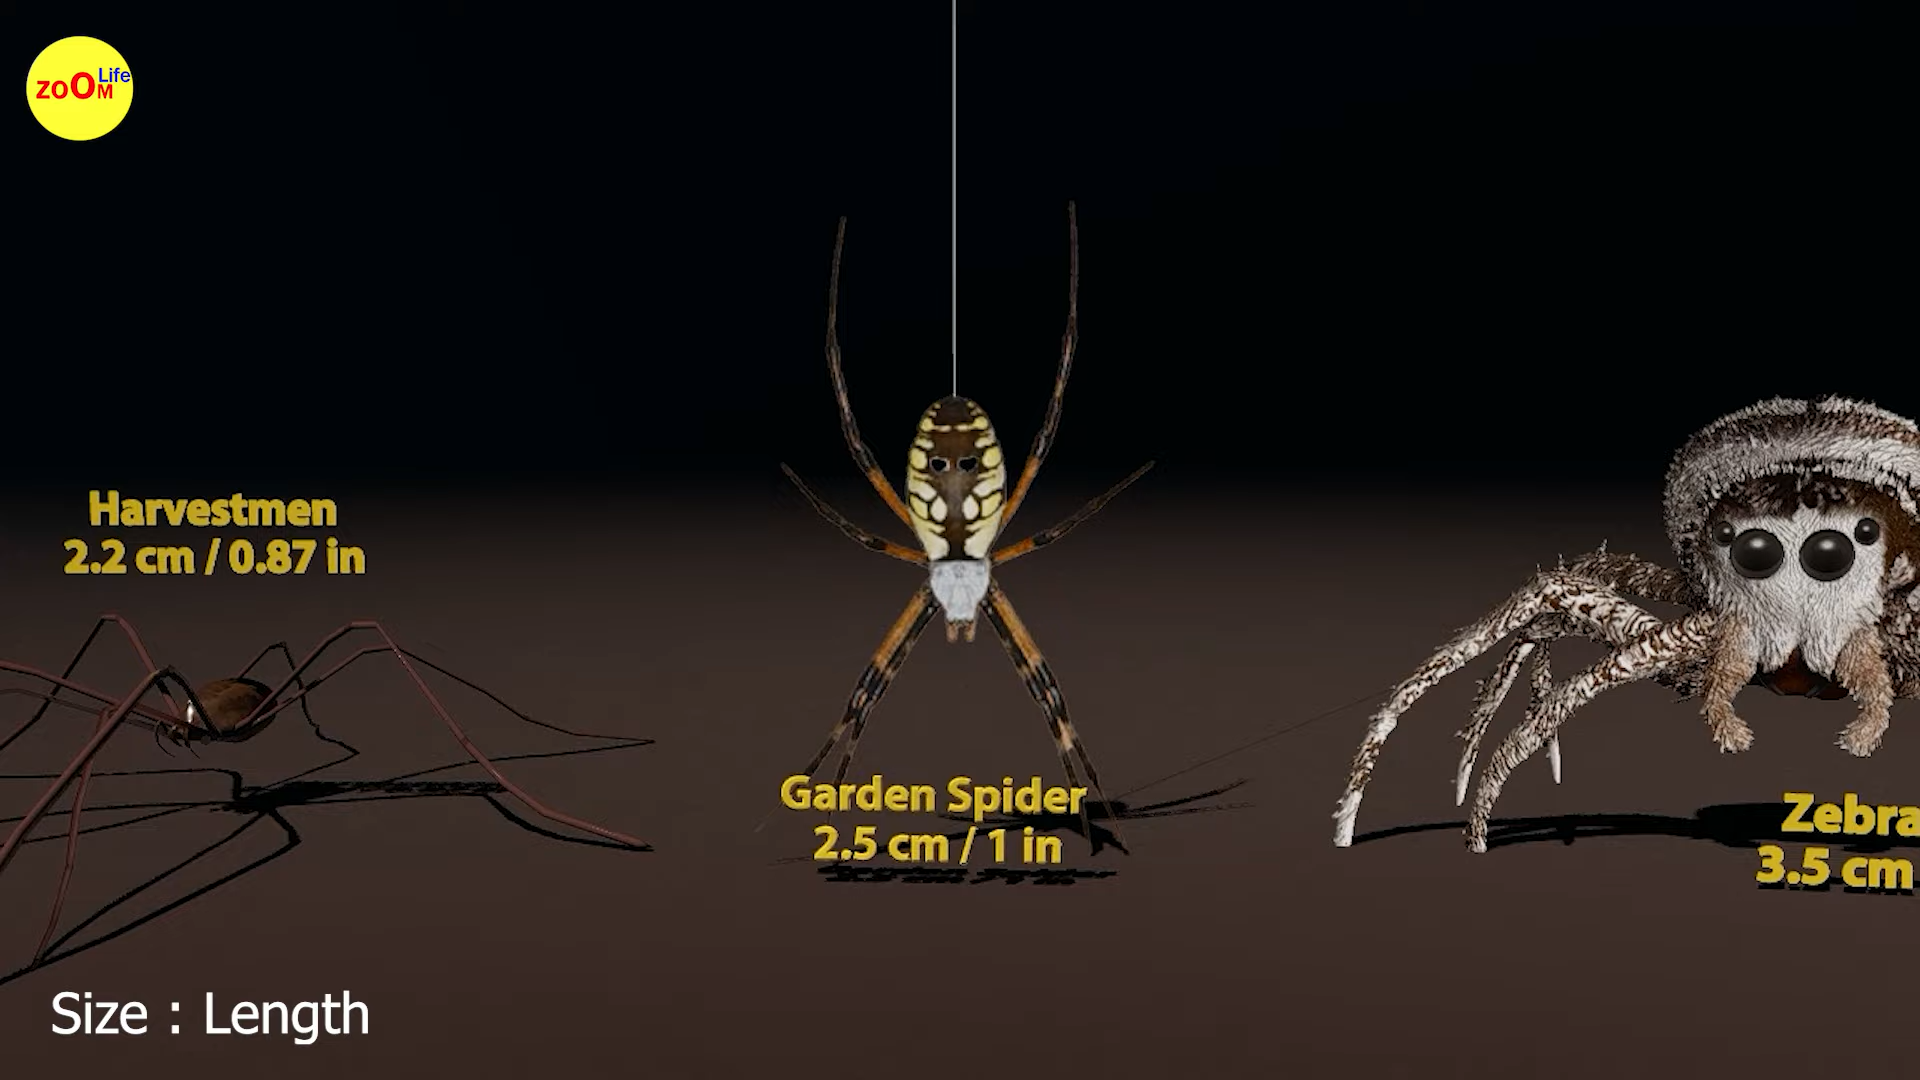 zoOM Life
Harvestmen
2.2 cm / 0.87 in
Garden Spider
2.5 cm / 1 in
Zebra
3.5 cm
Size : Length